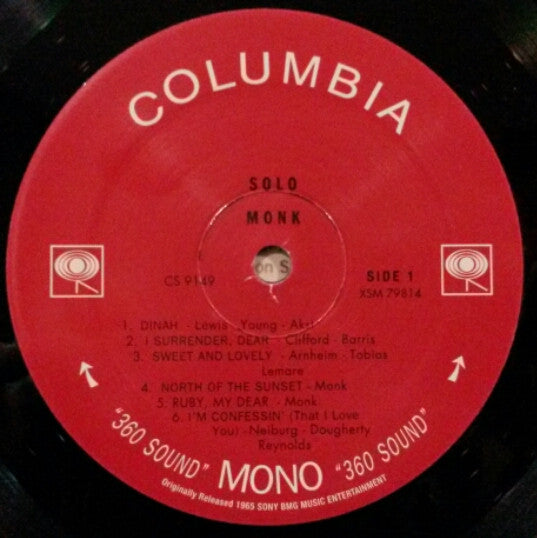 COLUMBIA
SOLO
MONK
on S
CS 9149
SIDE 1
XSM 79814
1. DINAH - Lewis - Young - Akst
2. I SURRENDER, DEAR - Clifford - Barris
3. SWEET AND LOVELY - Arnheim - Tobias
Lemare
4. NORTH OF THE SUNSET - Monk
5. RUBY, MY DEAR - Monk
6. I'M CONFESSIN' (That I Love
You) - Neiburg - Dougherty
Reynolds
"360 SOUND" MONO "360 SOUND"
Originally Released 1965 SONY BMG MUSIC ENTERTAINMENT